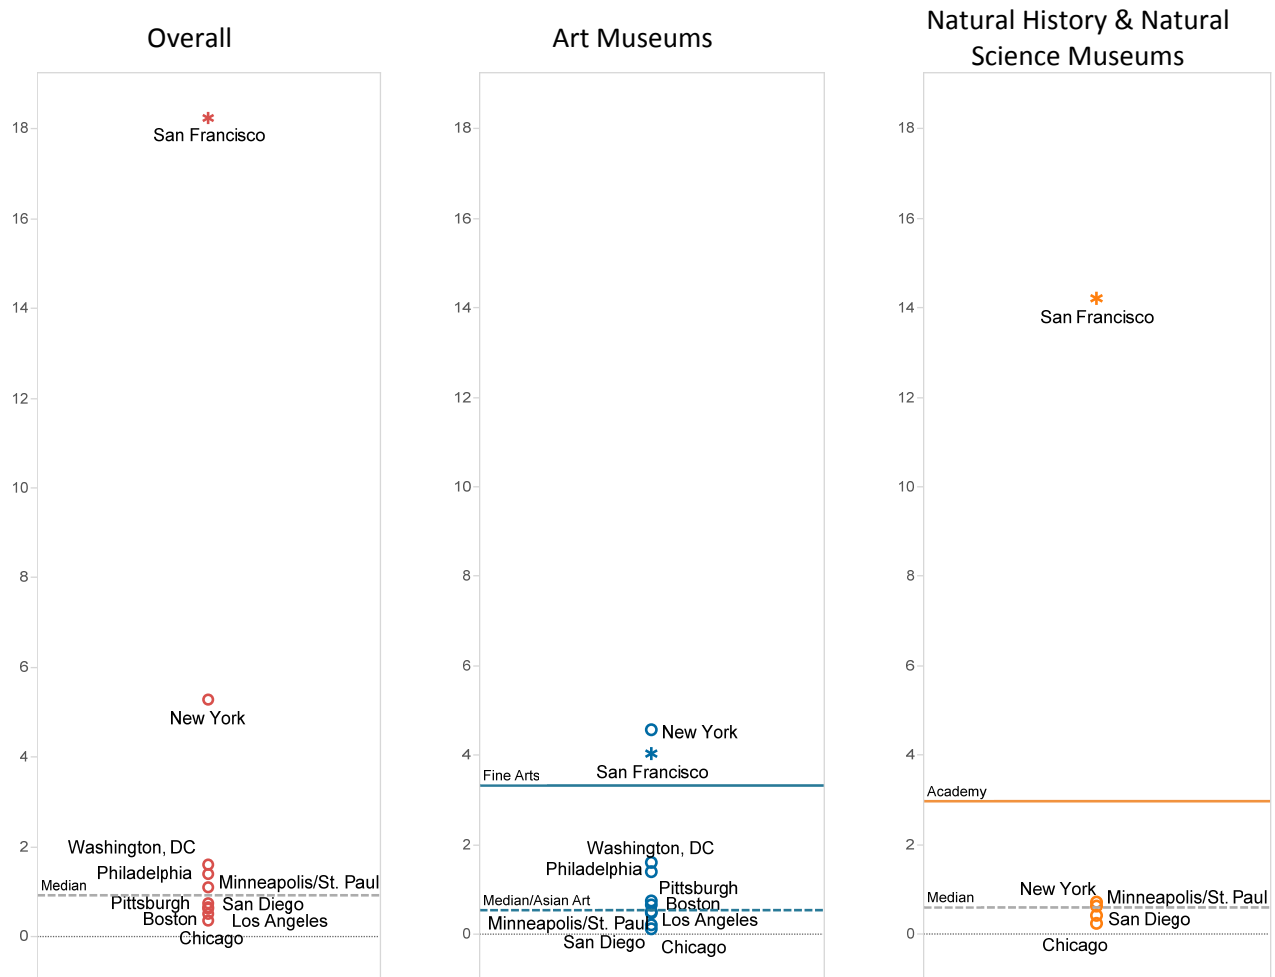 Overall
18
San Francisco
16
14
12
10
8
6
New York
4
2
Washington, DC
Philadelphia
Minneapolis/St. Paul
Median
Pittsburgh
San Diego
Boston
Los Angeles
0
Chicago
Art Museums
18
16
14
12
10
8
6
New York
4
San Francisco
Fine Arts
2
Washington, DC
Philadelphia
Pittsburgh
Median/Asian Art
Boston
Minneapolis/St. Paul
Los Angeles
0
San Diego
Chicago
Natural History & Natural
Science Museums
18
16
14
San Francisco
12
10
8
6
4
Academy
2
New York
Median
Minneapolis/St. Paul
San Diego
0
Chicago